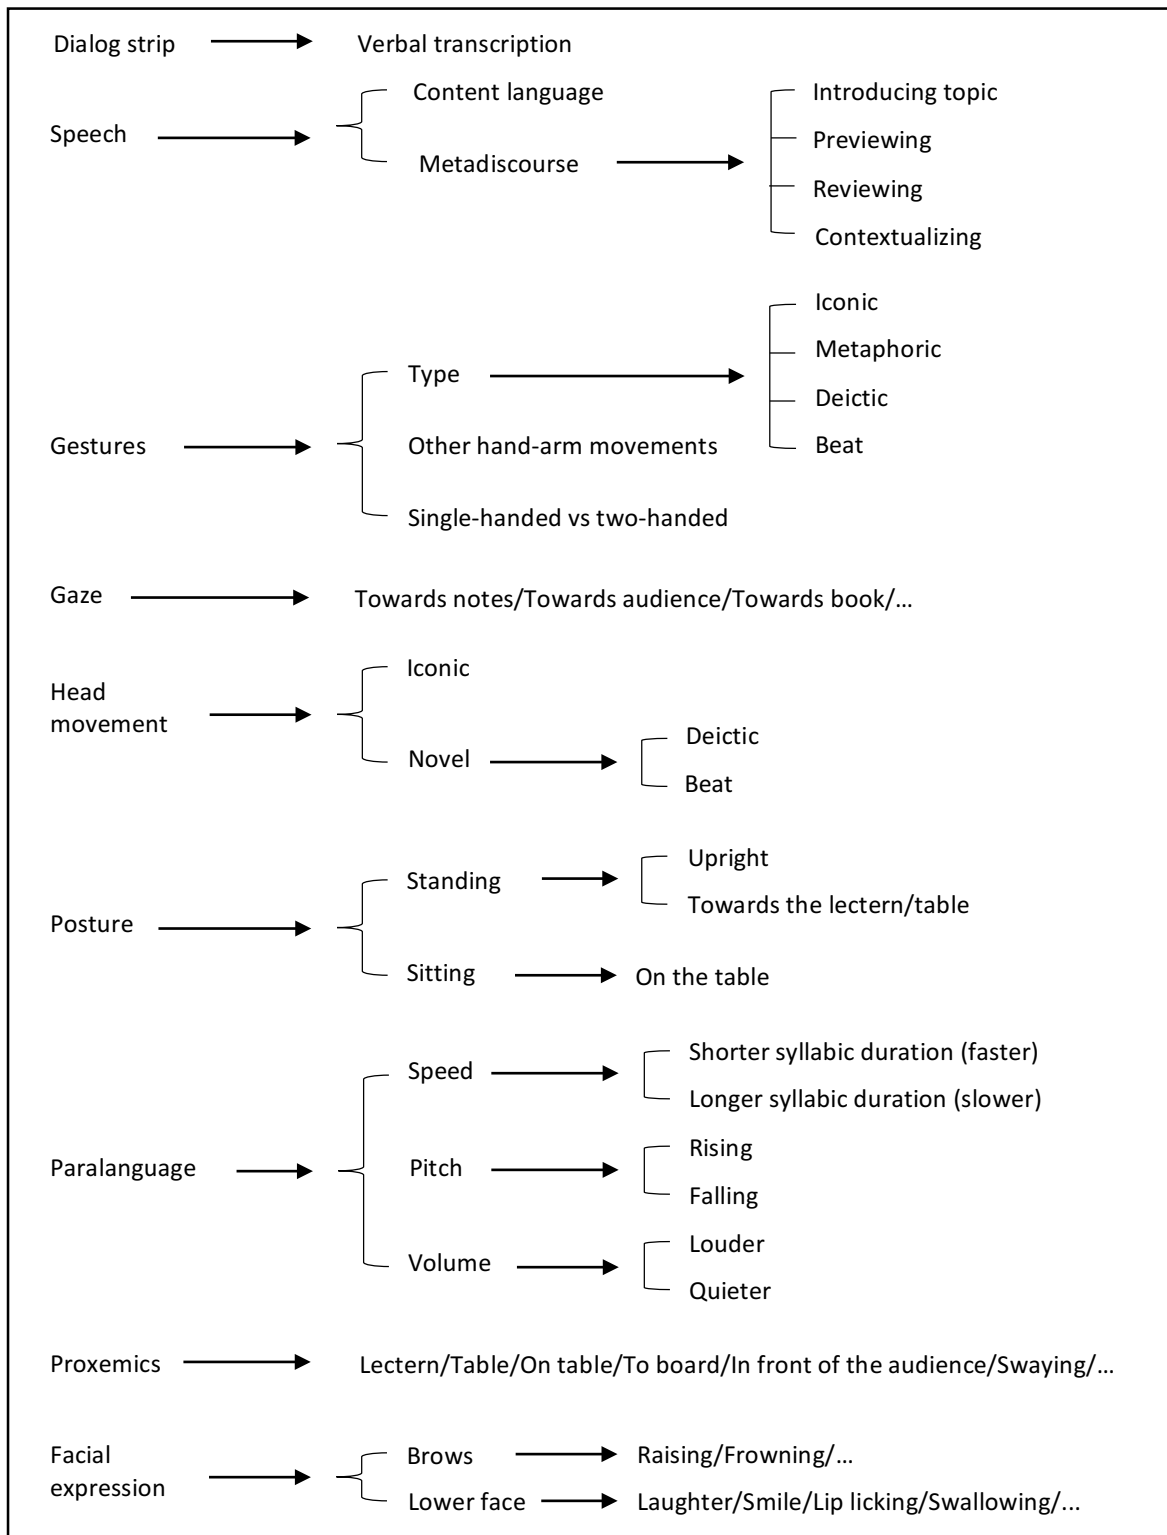 Dialog strip
Verbal transcription
Speech
Content language
Metadiscourse
Introducing topic
Previewing
Reviewing
Contextualizing
Gestures
Type
Iconic
Metaphoric
Deictic
Beat
Other hand-arm movements
Single-handed vs two-handed
Gaze
Towards notes/Towards audience/Towards book/…
Head
movement
Iconic
Novel
Deictic
Beat
Posture
Standing
Upright
Towards the lectern/table
Sitting
On the table
Paralanguage
Speed
Shorter syllabic duration (faster)
Longer syllabic duration (slower)
Pitch
Rising
Falling
Volume
Louder
Quieter
Proxemics
Lectern/Table/On table/To board/In front of the audience/Swaying/…
Facial
expression
Brows
Raising/Frowning/…
Lower face
Laughter/Smile/Lip licking/Swallowing/...